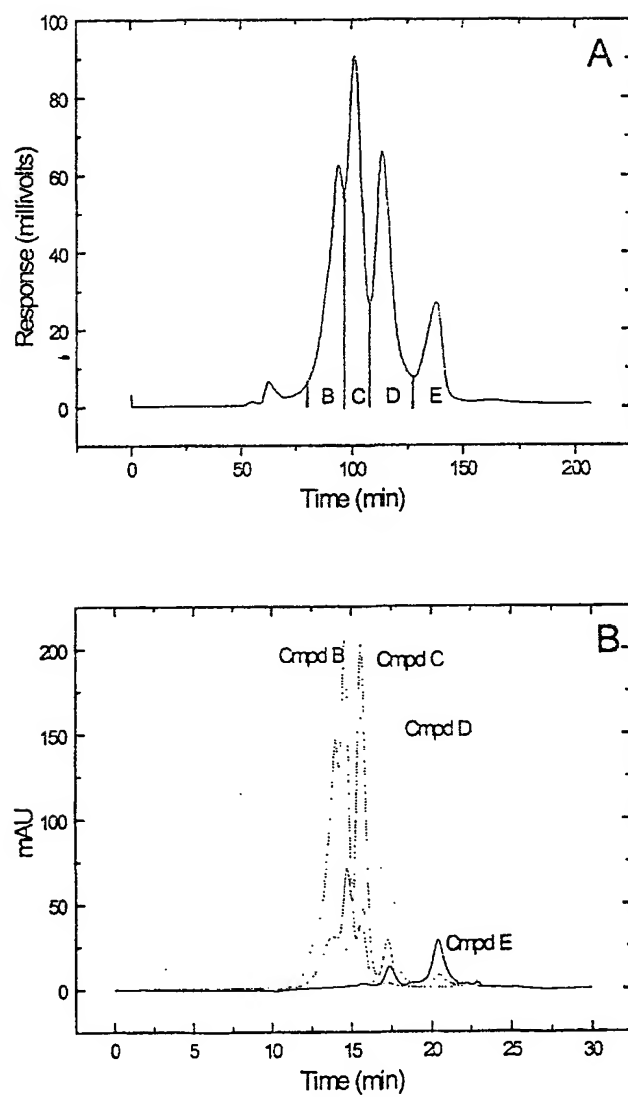 A
100
80
60
40
20
0
Response (millivolts)
B C D E
0 50 100 150 200
Time (min)
B
Cmpd B
Cmpd C
Cmpd D
Cmpd E
200
150
100
50
0
mAU
0 5 10 15 20 25 30
Time (min)